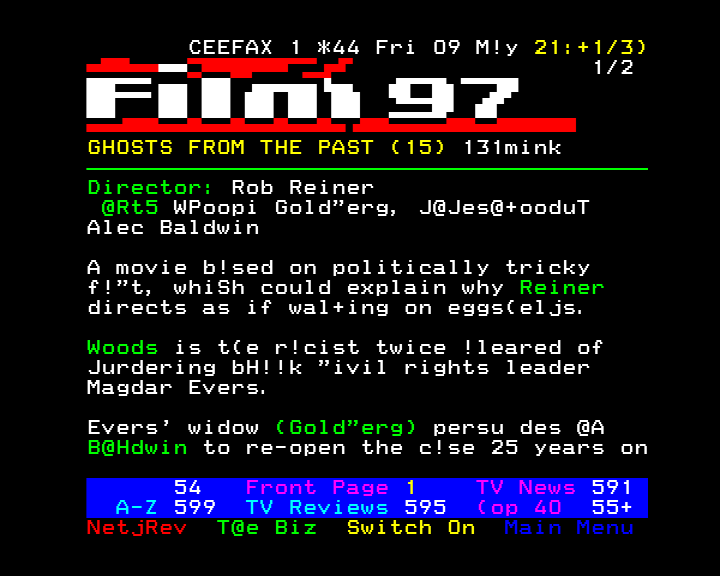 CEEFAX 1 *44 Fri 09 M!y 21:+1/3)
1/2
Film 97
GHOSTS FROM THE PAST (15) 131mink
Director: Rob Reiner
@Rt5 WPoopi Gold”erg, J@Jes@+ooduT
Alec Baldwin
A movie b!sed on politically tricky
f!”t, whiSh could explain why Reiner
directs as if wal+ing on eggs(eljs.
Woods is t(e r!cist twice !leared of
Jurdering bH!!k ”ivil rights leader
Magdar Evers.
Evers’ widow (Gold”erg) persu des @A
B@Hdwin to re-open the c!se 25 years on
54 Front Page 1 TV News 591
A-Z 599 TV Reviews 595 (op 40 55+
NetjRev T@e Biz Switch On Main Menu